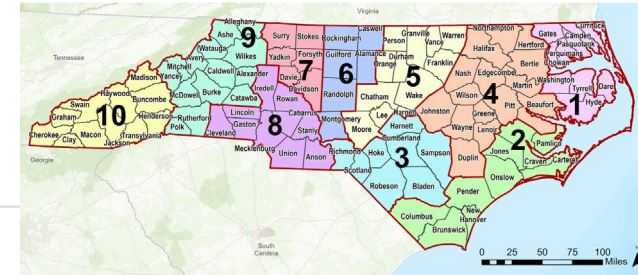 Virginia
Alleghany
Surry Stokes Rockingham Caswell Person Granville Vance Warren Northampton Gates Camden Currituck
Ashe 9 Wilkes Yadkin 7 Forsyth Guilford 6 Alamance Orange Durham Franklin Halifax Hertford Pasquotank Perquimans Chowan
Tennessee
Watauga Avery Mitchell Yancey Caldwell Alexander Davie Davidson Randolph 5 Wake Nash Edgecombe Bertie Martin Washington Tyrrell Dare
Madison McDowell Burke Catawba Iredell Rowan Chatham Wilson 4 Pitt Beaufort 1 Hyde
Haywood Buncombe Rutherford Lincoln Cabarrus Montgomery Moore Lee Harnett Johnston Greene
Swain 10 Henderson Polk Cleveland Gaston 8 Stanly Harnett Wayne Lenoir 2 Pamlico
Graham Transylvania Mecklenburg Union Anson Richmond Hoke Cumberland Sampson Duplin Jones Craven Carteret
Cherokee Clay Macon Jackson Scotland 3 Onslow
Georgia
Robeson Bladen Pender
Columbus New Hanover
Brunswick
South Carolina
0 25 50 75 100
Miles